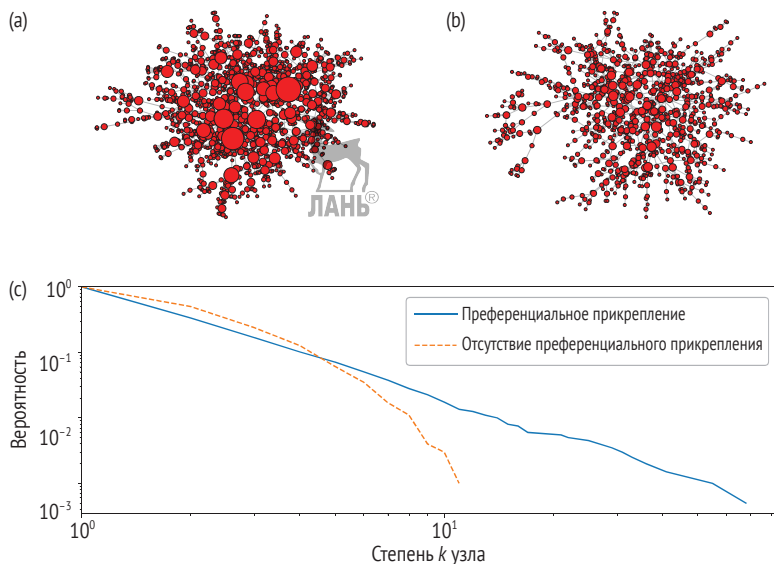 (a)
(b)
ЛАНЬ®
(c)
10⁰
10⁻¹
10⁻²
10⁻³
Вероятность
Преференциальное прикрепление
Отсутствие преференциального прикрепления
10⁰
10¹
Степень k узла